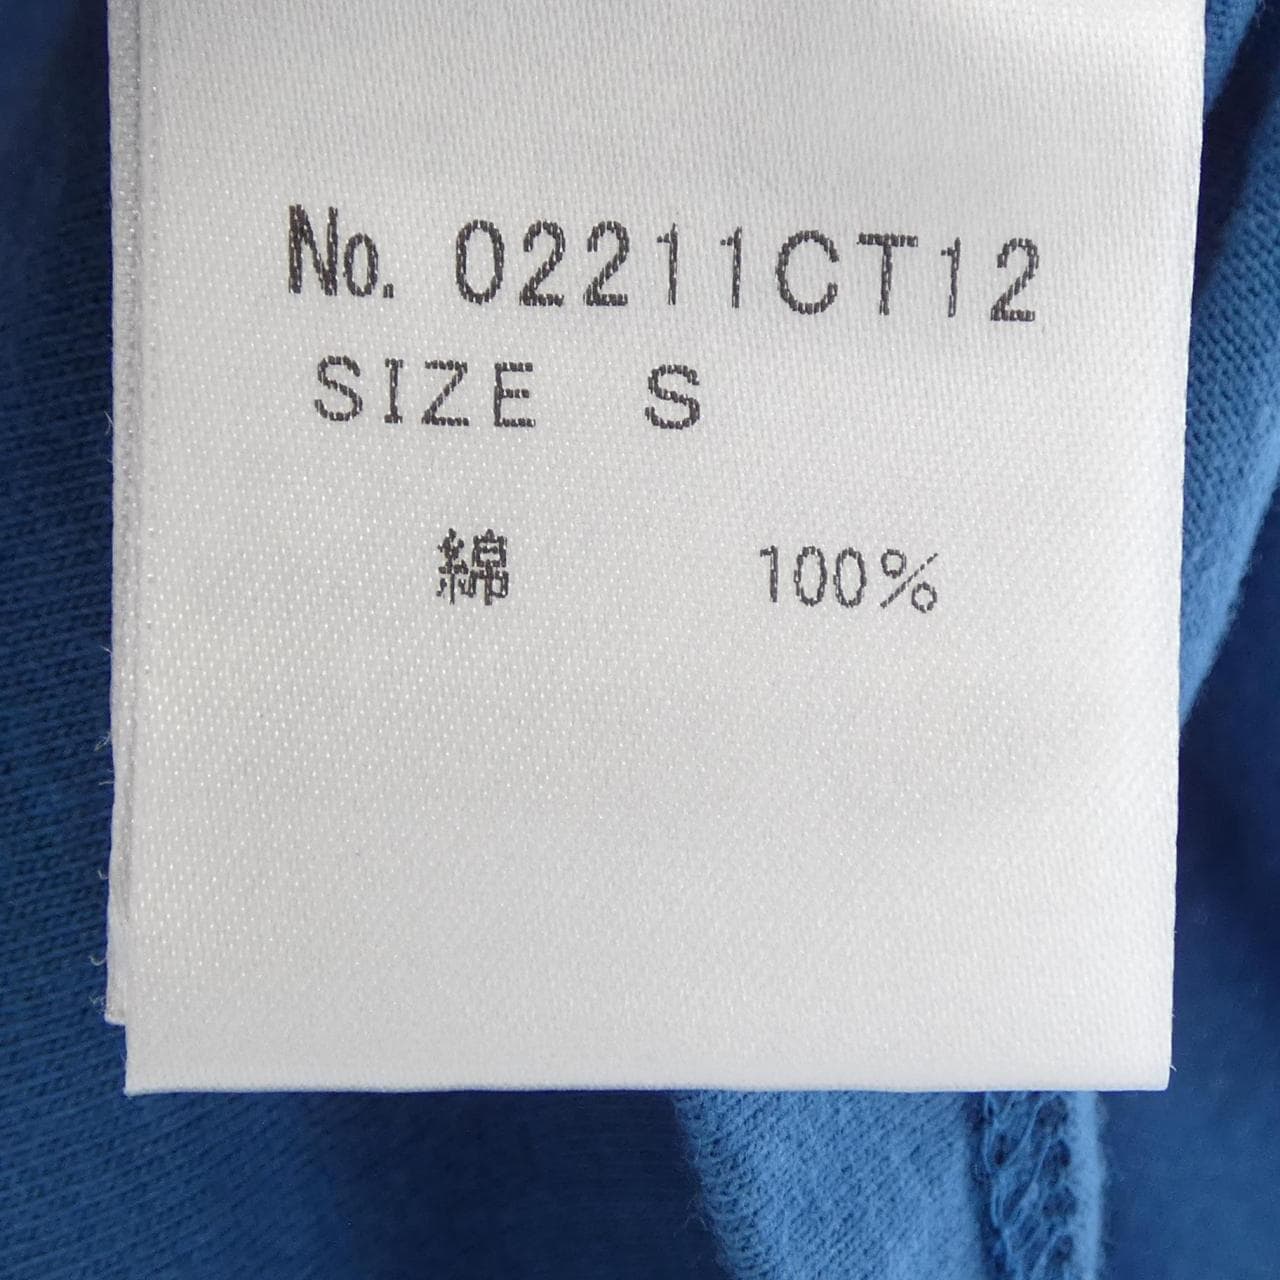 No. 02211CT12
SIZE S
綿 100%